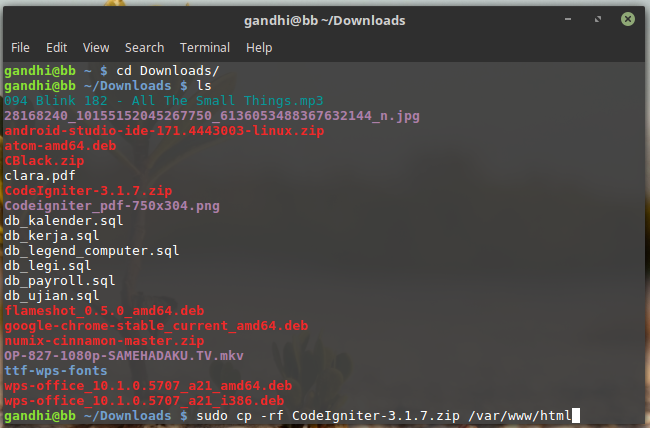 gandhi@bb ~/Downloads
File Edit View Search Terminal Help
gandhi@bb ~ $ cd Downloads/
gandhi@bb ~/Downloads $ ls
094 Blink 182 - All The Small Things.mp3
28168240_10155152045267750_6136053488367632144_n.jpg
android-studio-ide-171.4443003-linux.zip
atom-amd64.deb
CBlack.zip
clara.pdf
CodeIgniter-3.1.7.zip
Codeigniter_pdf-750x304.png
db_kalender.sql
db_kerja.sql
db_legend_computer.sql
db_legi.sql
db_payroll.sql
db_ujian.sql
flameshot_0.5.0_amd64.deb
google-chrome-stable_current_amd64.deb
numix-cinnamon-master.zip
OP-827-1080p-SAMEHADAKU.TV.mkv
ttf-wps-fonts
wps-office_10.1.0.5707_a21_amd64.deb
wps-office_10.1.0.5707_a21_i386.deb
gandhi@bb ~/Downloads $ sudo cp -rf CodeIgniter-3.1.7.zip /var/www/html